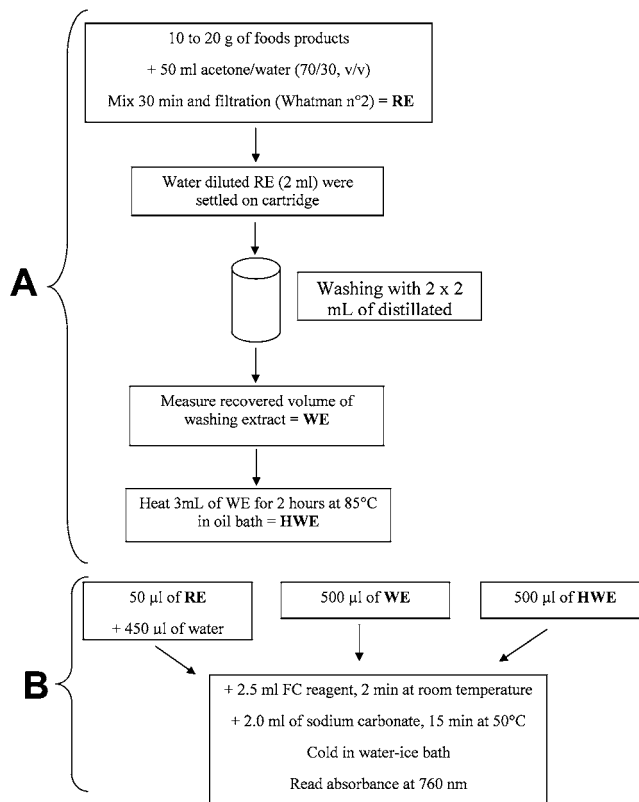 10 to 20 g of foods products
+ 50 ml acetone/water (70/30, v/v)
Mix 30 min and filtration (Whatman n°2) = RE
Water diluted RE (2 ml) were
settled on cartridge
A
Washing with 2 x 2
mL of distilled
Measure recovered volume of
washing extract = WE
Heat 3mL of WE for 2 hours at 85°C
in oil bath = HWE
B
50 µl of RE
+ 450 µl of water
500 µl of WE
500 µl of HWE
+ 2.5 ml FC reagent, 2 min at room temperature
+ 2.0 ml of sodium carbonate, 15 min at 50°C
Cold in water-ice bath
Read absorbance at 760 nm